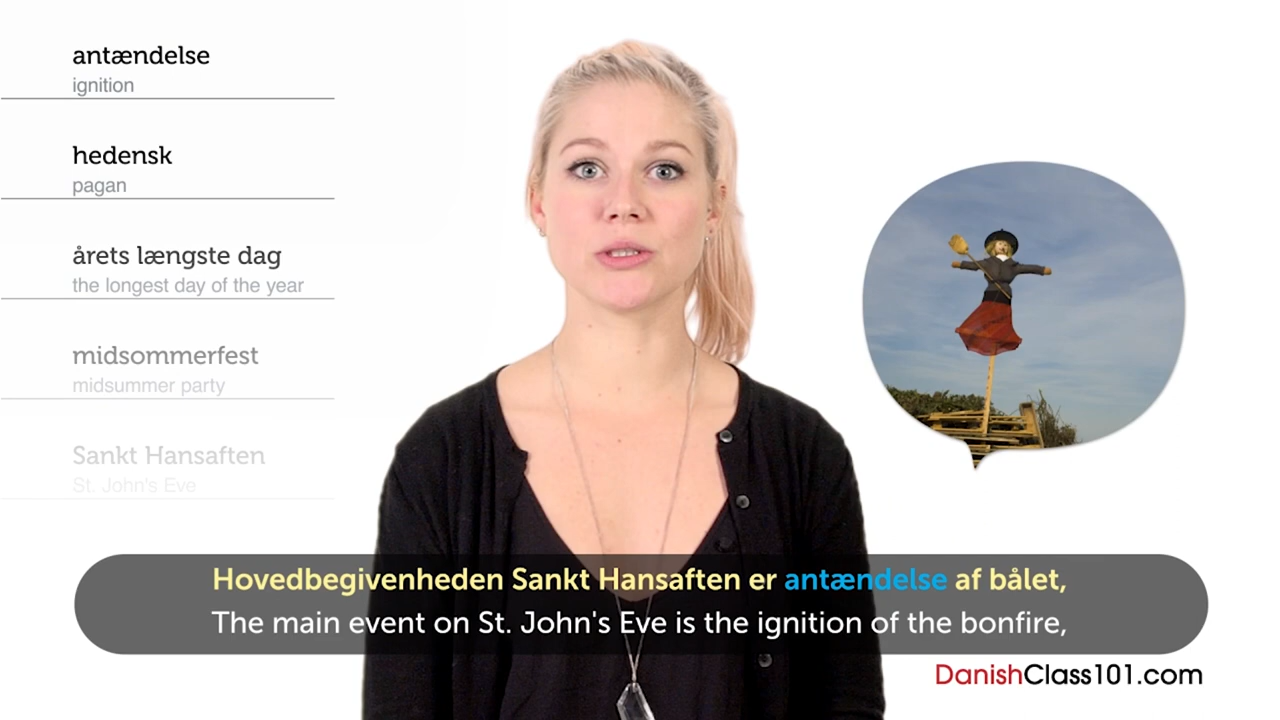 antændelse
ignition
hedensk
pagan
årets længste dag
the longest day of the year
midsommerfest
midsummer party
Sankt Hansaften
St. John's Eve
Hovedbegivenheden Sankt Hansaften er antændelse af bålet,
The main event on St. John's Eve is the ignition of the bonfire,
DanishClass101.com